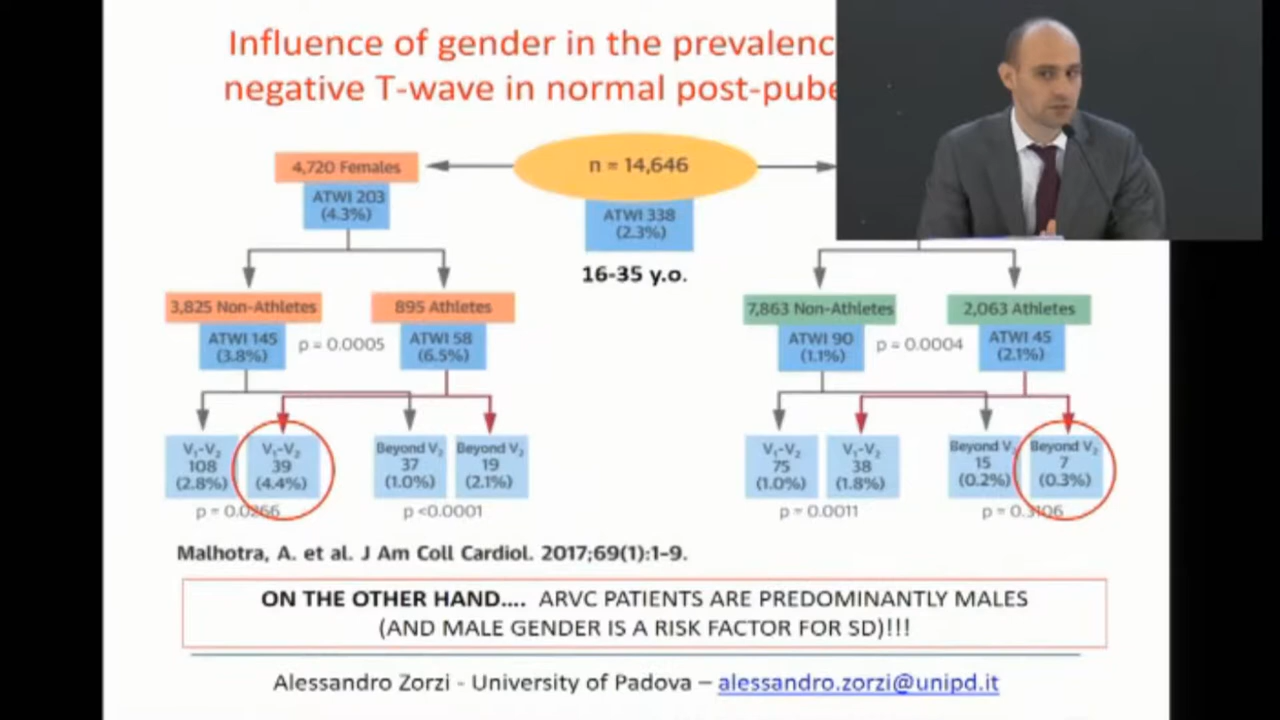 Influence of gender in the
negative T-wave in normal
4,720 Females
n = 14,646
ATWI 203
(4.3%)
ATWI 338
(2.3%)
16-35 y.o.
3,825 Non-Athletes
895 Athletes
7,863 Non-Athletes
2,063 Athletes
ATWI 145
(3.8%)
p = 0.0005
ATWI 58
(6.5%)
ATWI 90
(1.1%)
p = 0.0004
ATWI 45
(2.1%)
V₁-V₂
108
(2.8%)
V₁-V₂
39
(4.4%)
Beyond V₂
37
(1.0%)
Beyond V₂
19
(2.1%)
V₁-V₂
75
(1.0%)
V₁-V₂
38
(1.8%)
Beyond V₂
15
(0.2%)
Beyond V₂
7
(0.3%)
p = 0.0266
p <0.0001
p = 0.0011
p = 0.3106
Malhotra, A. et al. J Am Coll Cardiol. 2017;69(1):1-9.
ON THE OTHER HAND.... ARVC PATIENTS ARE PREDOMINANTLY MALES
(AND MALE GENDER IS A RISK FACTOR FOR SD)!!!
Alessandro Zorzi - University of Padova – alessandro.zorzi@unipd.it